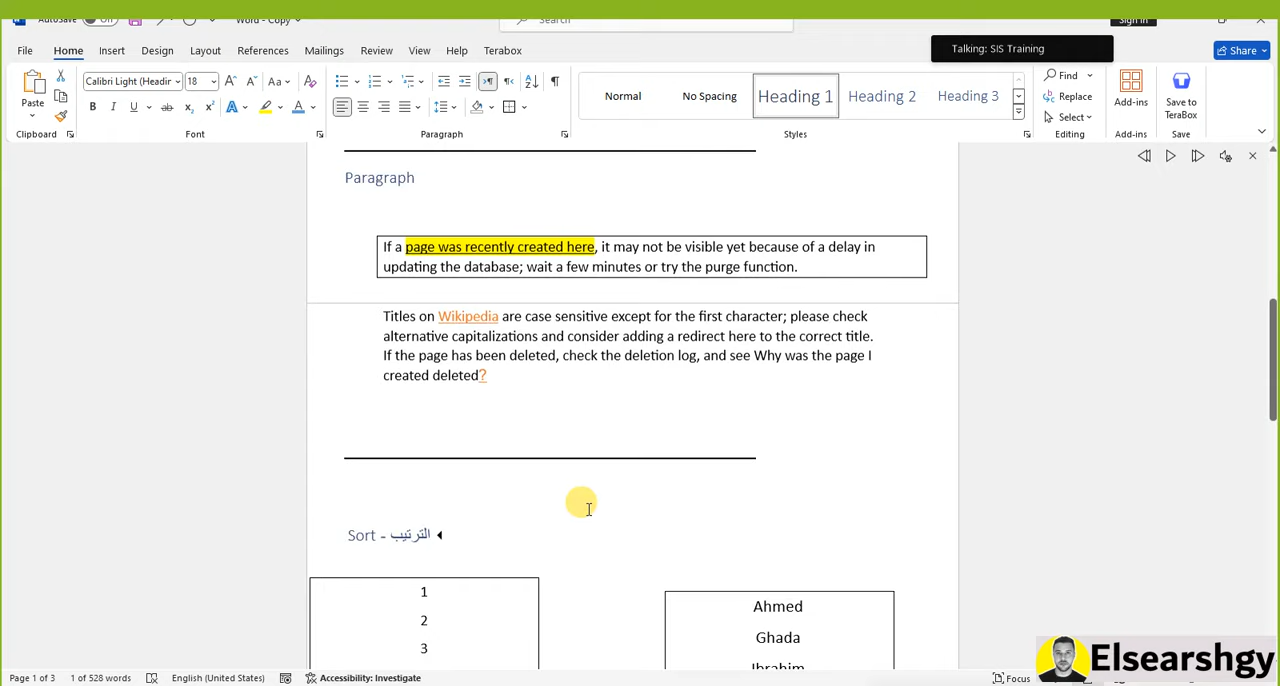 AutoSave Off Word - Copy Search Sign in
File Home Insert Design Layout References Mailings Review View Help Terabox
Talking: SIS Training
Share
Paste
Calibri Light (Headir 18
Normal No Spacing Heading 1 Heading 2 Heading 3
Find
Replace
Select
Add-ins
Save to TeraBox
Clipboard Font Paragraph Styles Editing Add-ins Save
Paragraph
If a page was recently created here, it may not be visible yet because of a delay in
updating the database; wait a few minutes or try the purge function.
Titles on Wikipedia are case sensitive except for the first character; please check
alternative capitalizations and consider adding a redirect here to the correct title.
If the page has been deleted, check the deletion log, and see Why was the page I
created deleted?
Sort - الترتيب
1
2
3
Ahmed
Ghada
Ibrahim
Page 1 of 3 1 of 528 words English (United States) Accessibility: Investigate Focus
Elsearshgy